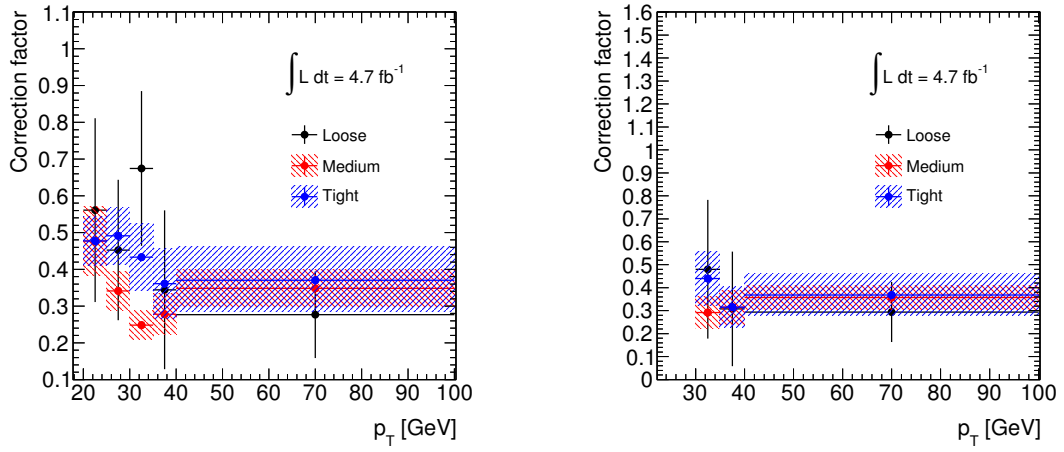 Correction factor
1.1
1
0.9
0.8
0.7
0.6
0.5
0.4
0.3
0.2
0.1
∫ L dt = 4.7 fb⁻¹
Loose
Medium
Tight
20 30 40 50 60 70 80 90 100
p_T [GeV]
Correction factor
1.6
1.5
1.4
1.3
1.2
1.1
1
0.9
0.8
0.7
0.6
0.5
0.4
0.3
0.2
0.1
0
∫ L dt = 4.7 fb⁻¹
Loose
Medium
Tight
30 40 50 60 70 80 90 100
p_T [GeV]